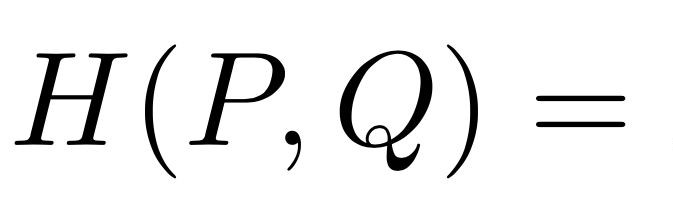 H(P, Q) =